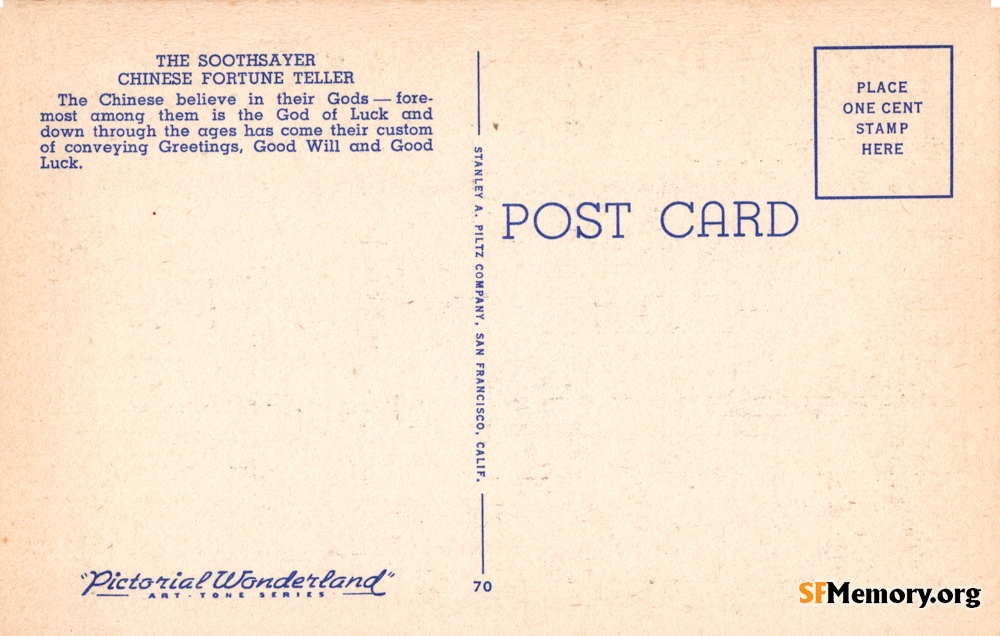 THE SOOTHSAYER
CHINESE FORTUNE TELLER
The Chinese believe in their Gods — fore-
most among them is the God of Luck and
down through the ages has come their custom
of conveying Greetings, Good Will and Good
Luck.
"Pictorial Wonderland"
ART-TONE SERIES
STANLEY A. PILTZ COMPANY, SAN FRANCISCO, CALIF.
70
POST CARD
PLACE
ONE CENT
STAMP
HERE
SFMemory.org